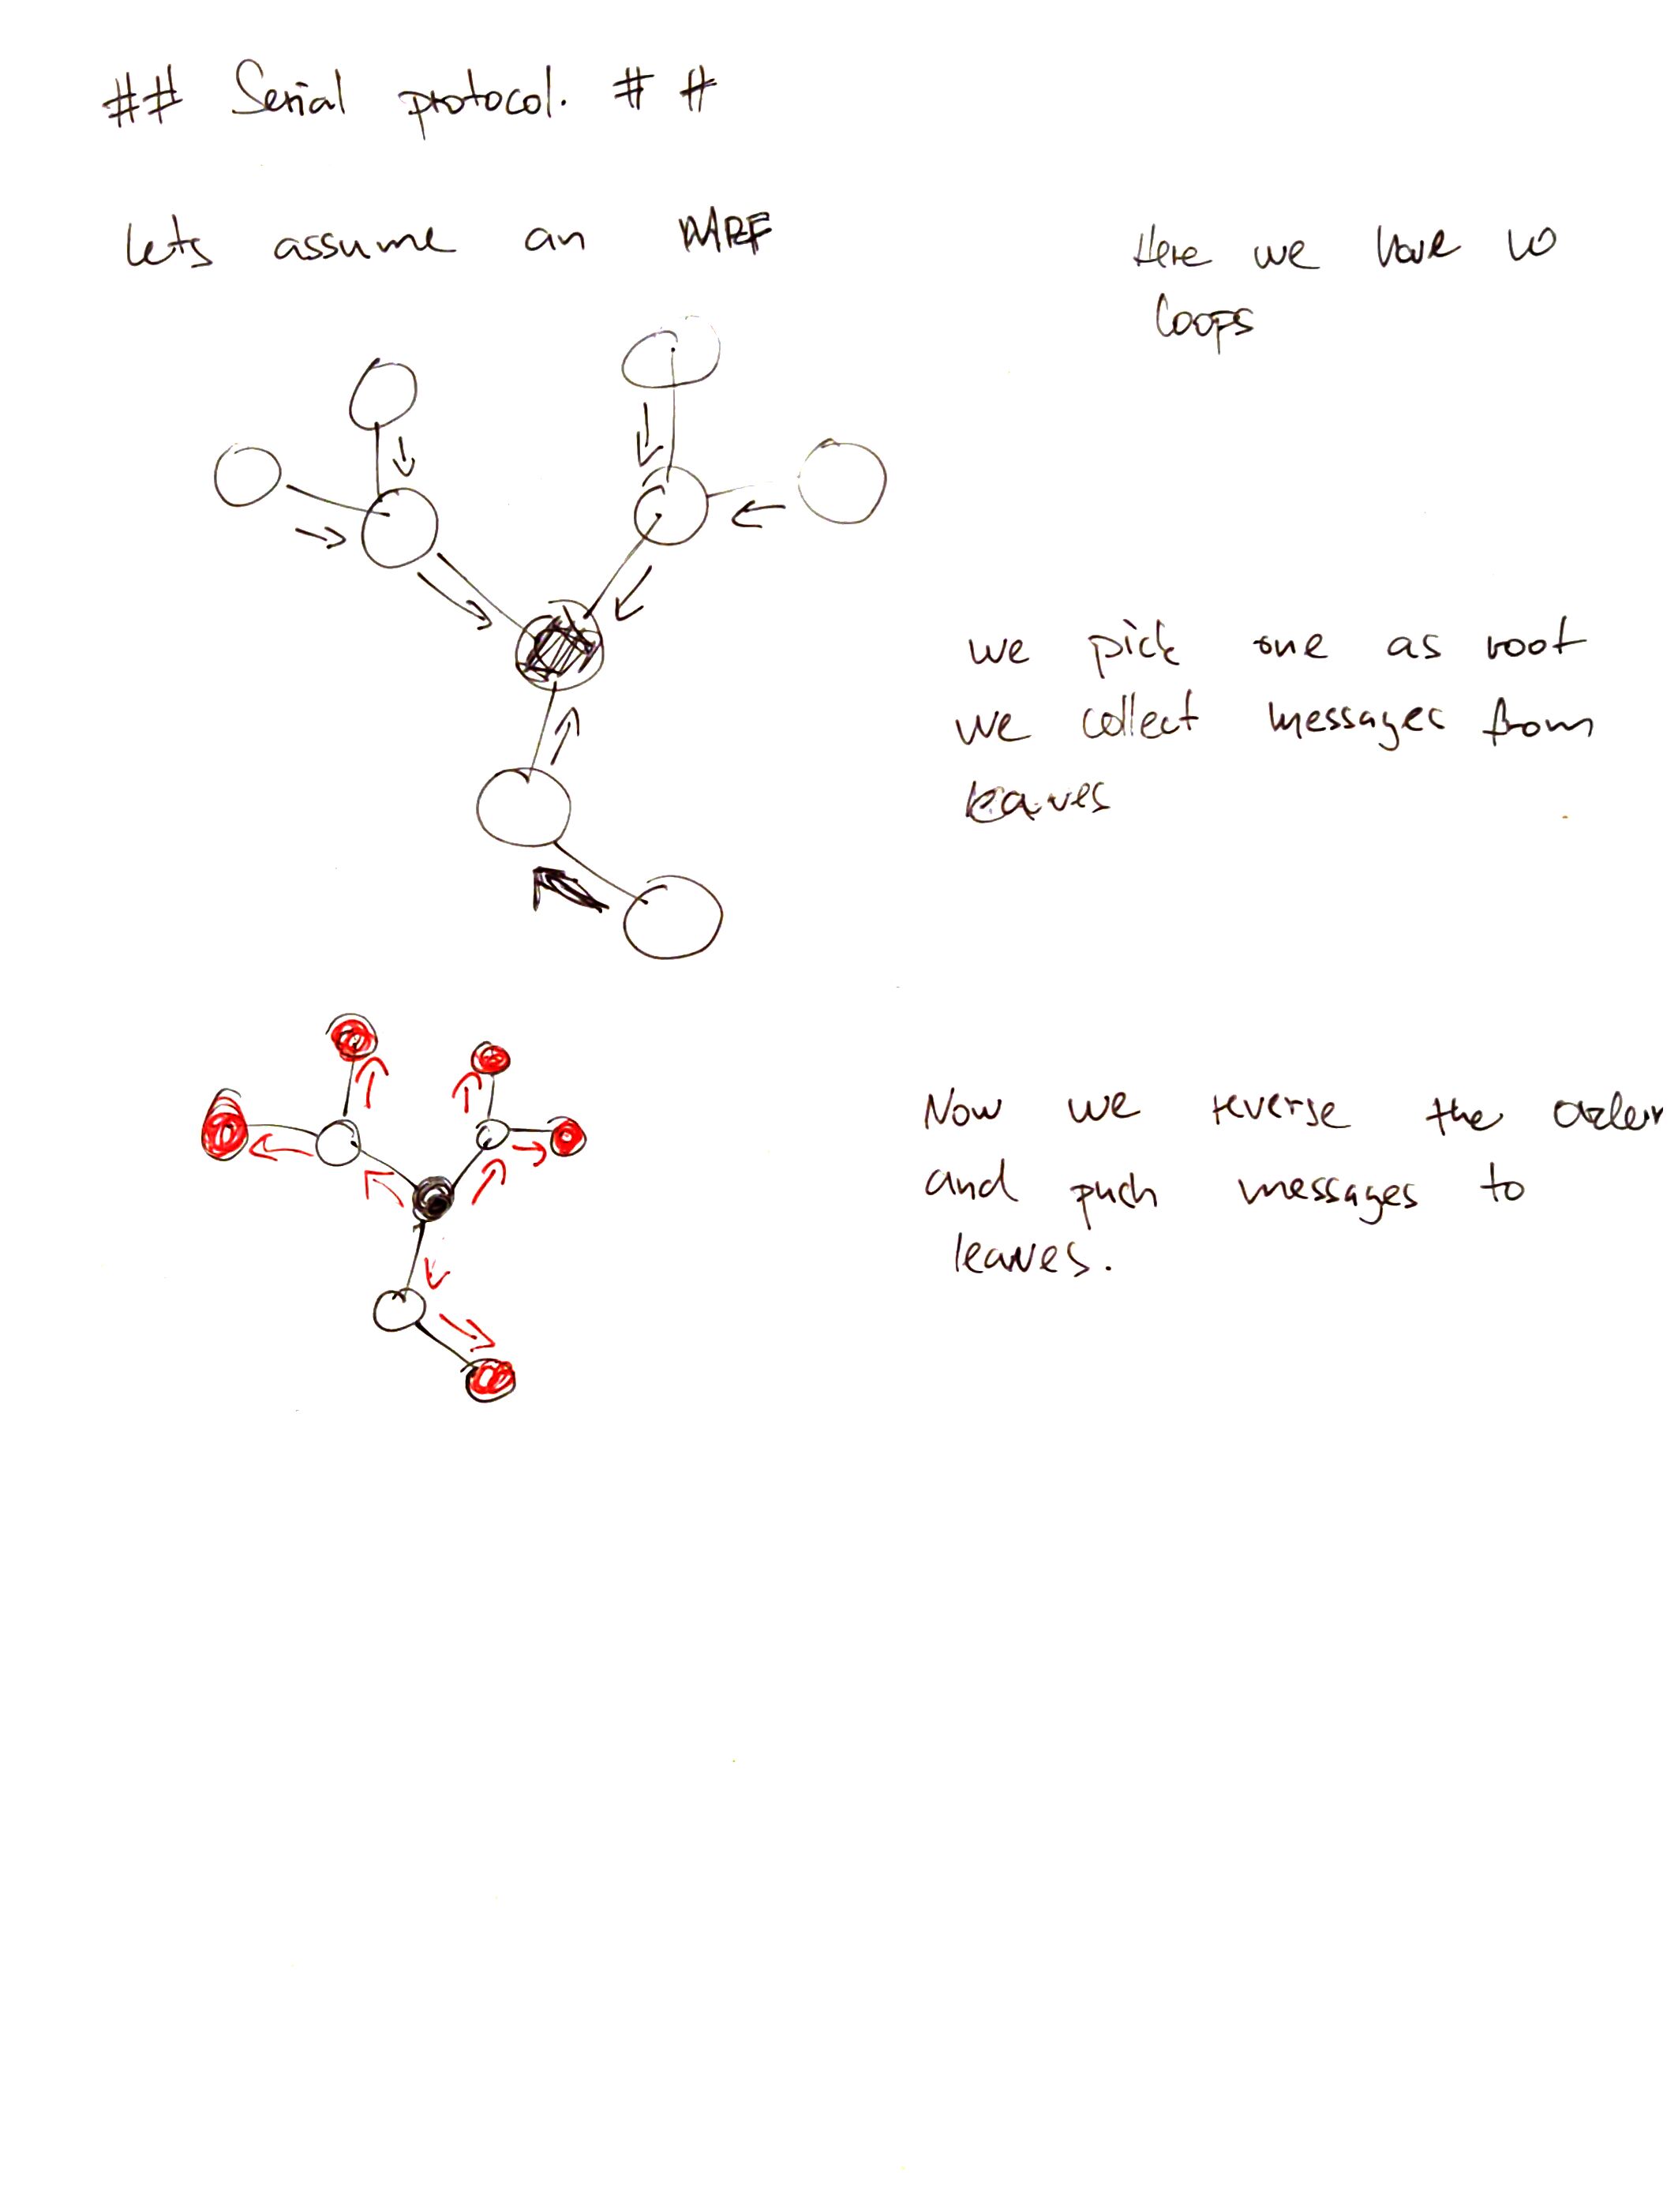 ## Serial protocol. ##
lets assume an MRF
Here we have no
loops
we pick one as root
we collect messages from
leaves
Now we reverse the order
and push messages to
leaves.